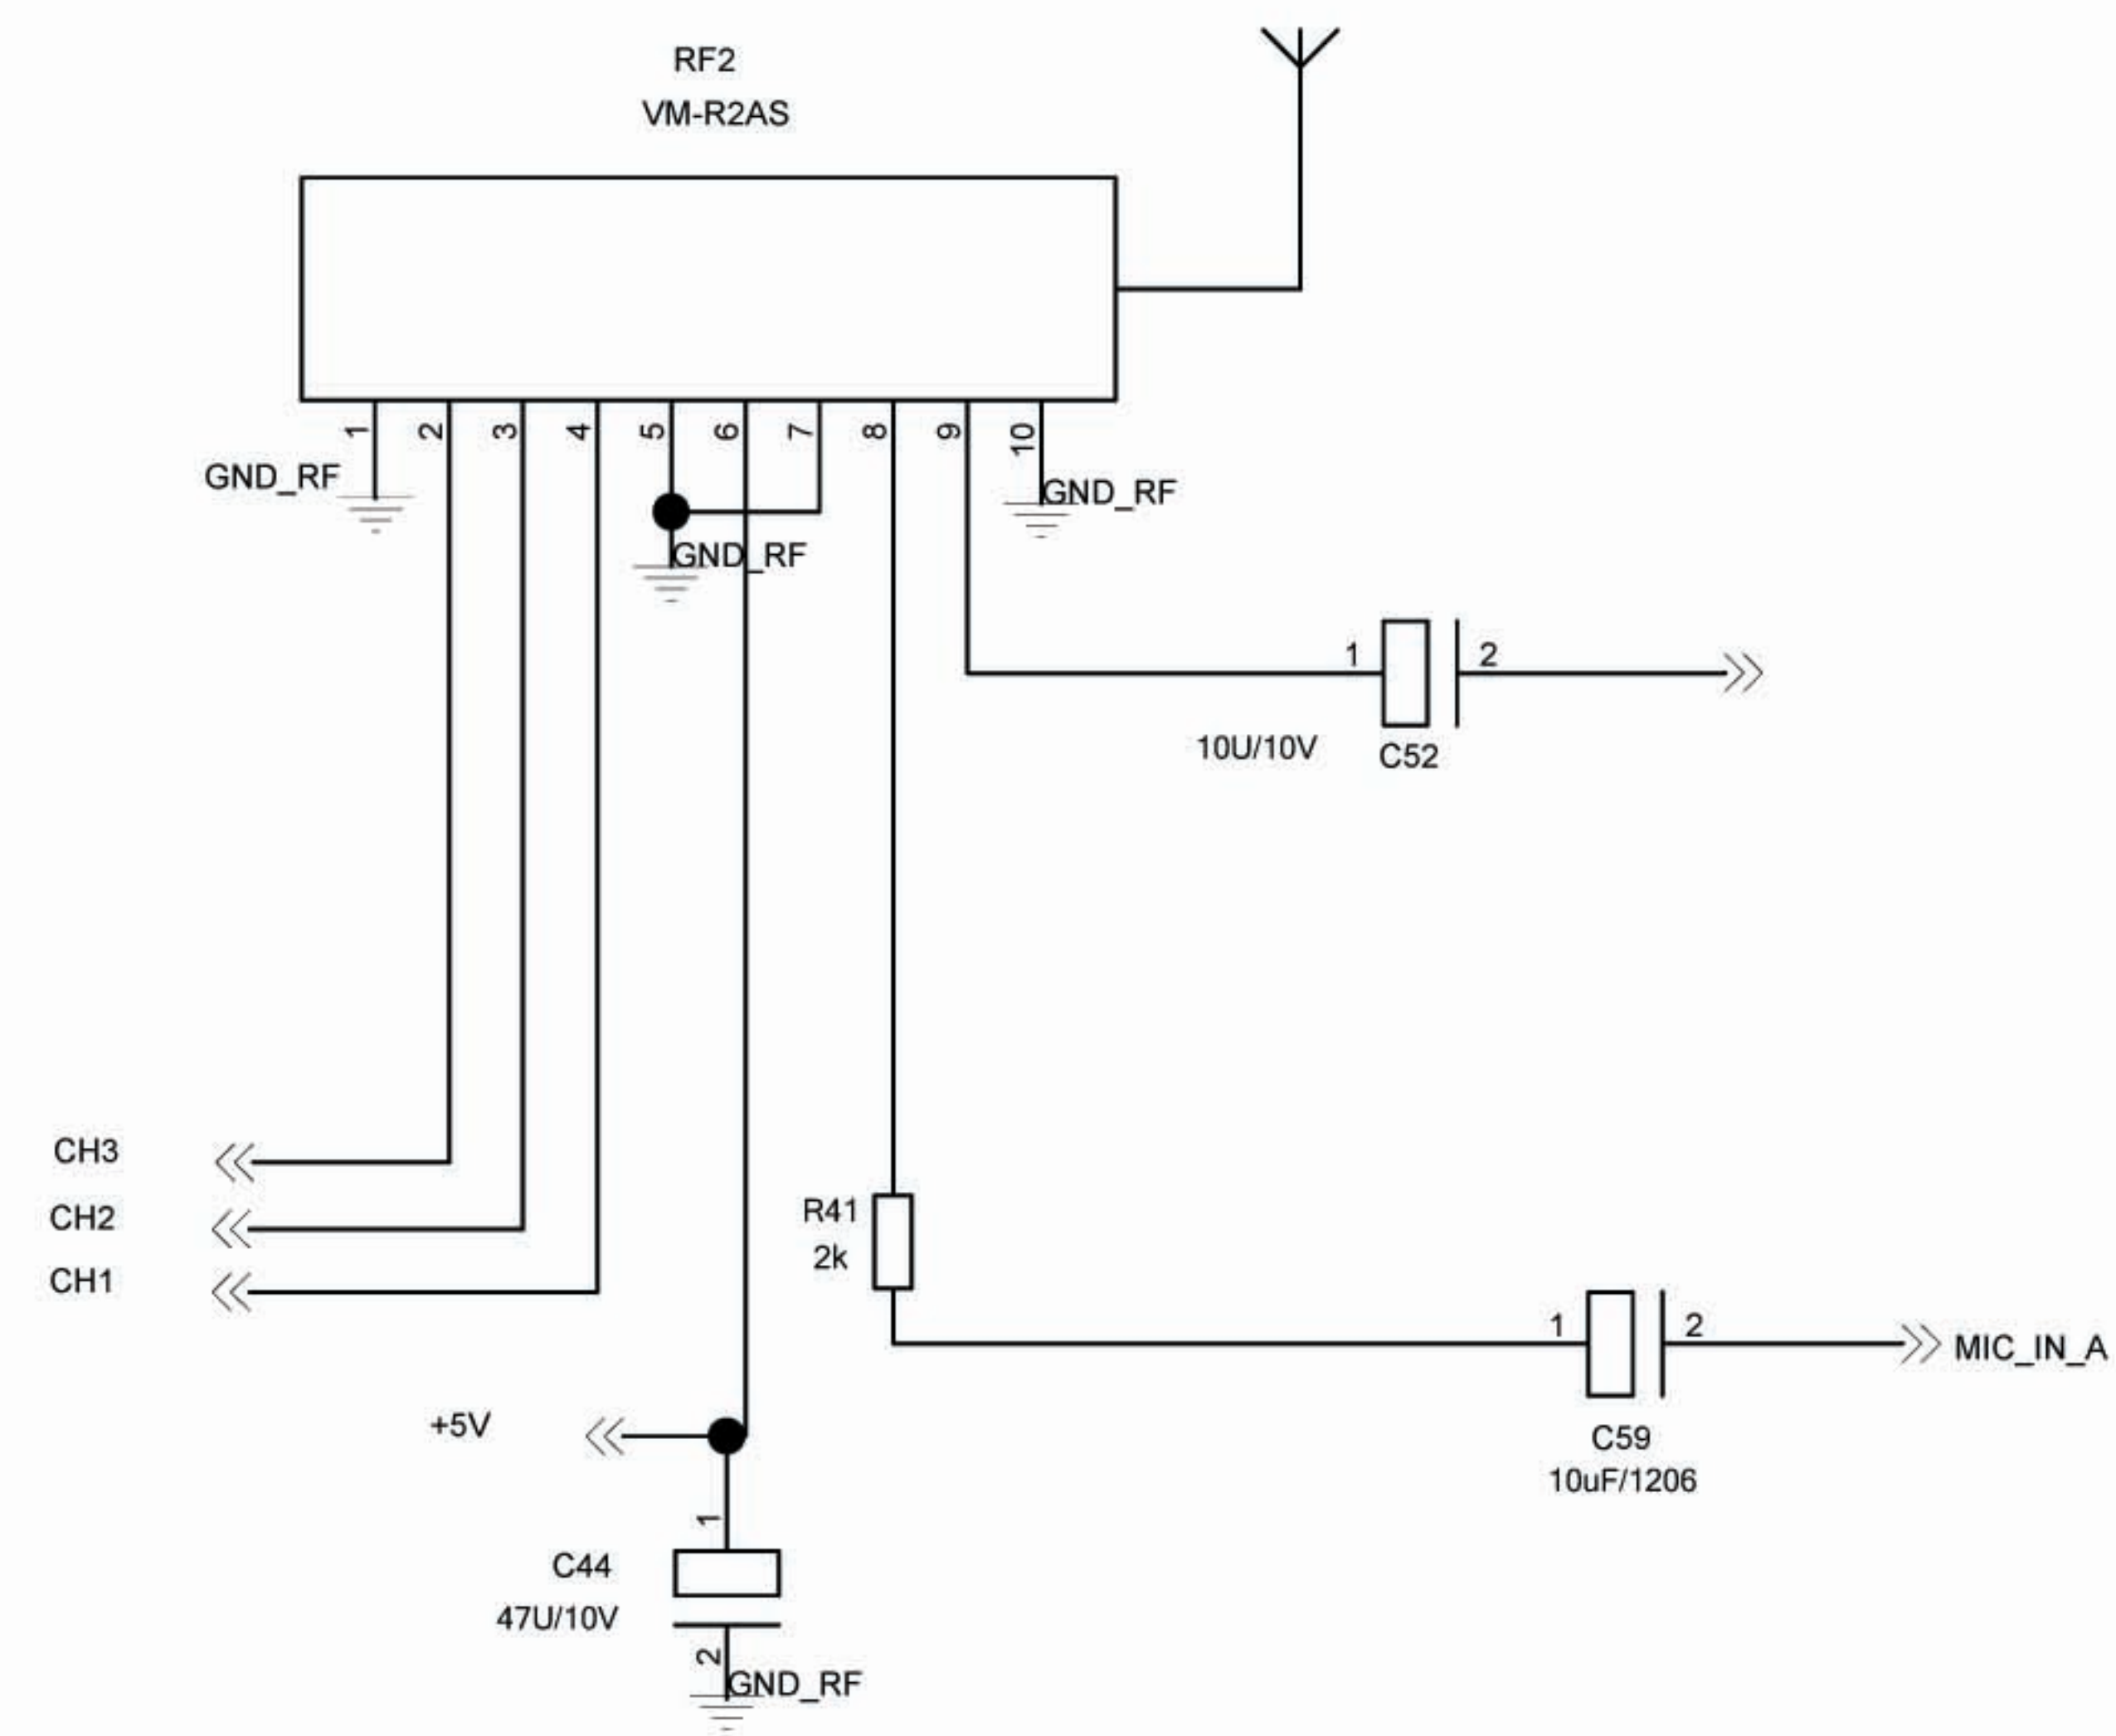 RF2
VM-R2AS
1
2
3
4
5
6
7
8
9
10
GND_RF
GND_RF
GND_RF
1
2
10U/10V
C52
CH3
CH2
CH1
R41
2k
1
2
MIC_IN_A
+5V
C59
10uF/1206
1
C44
47U/10V
2
GND_RF